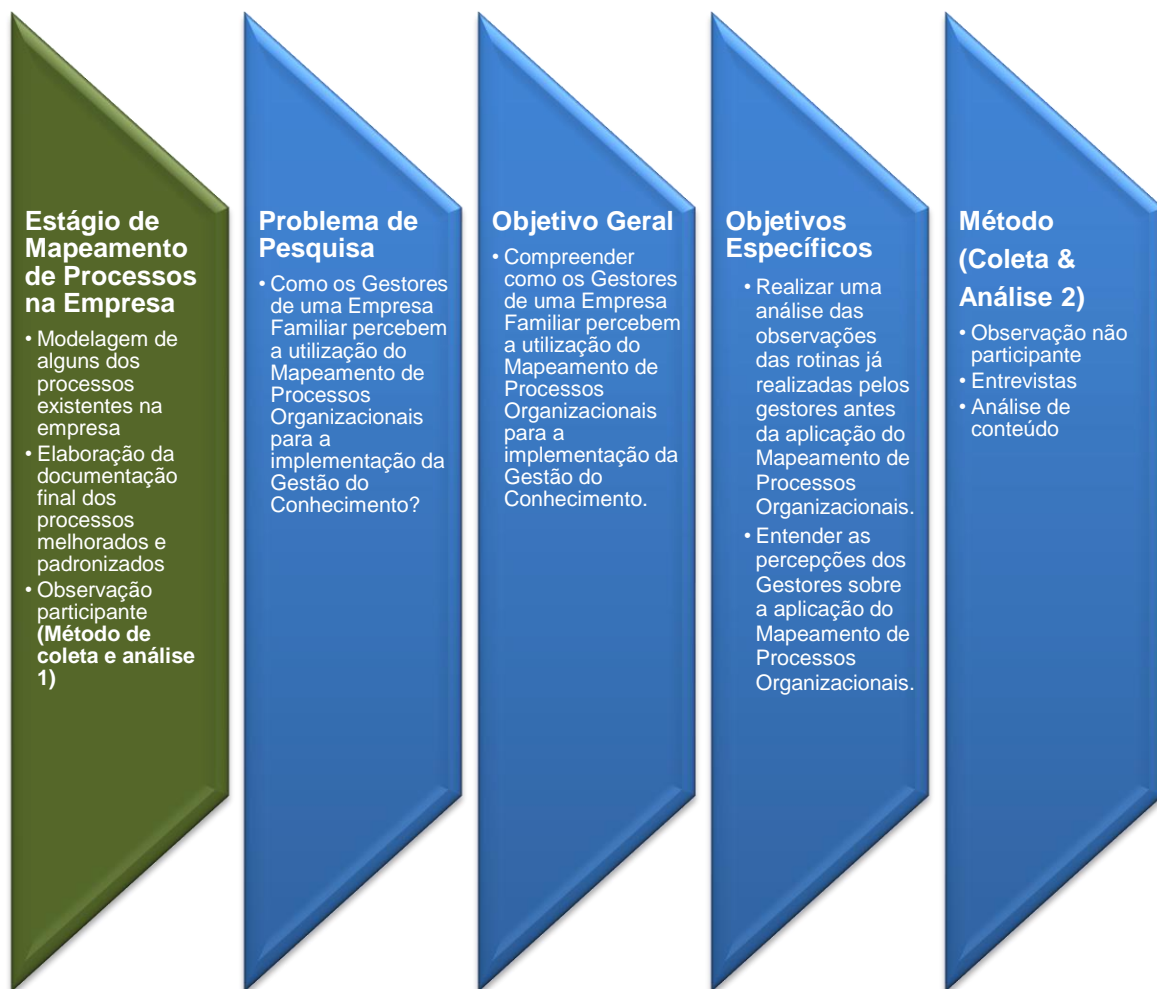 Estágio de
Mapeamento
de Processos
na Empresa
• Modelagem de
alguns dos
processos
existentes na
empresa
• Elaboração da
documentação
final dos
processos
melhorados e
padronizados
• Observação
participante
(Método de
coleta e análise
1)
Problema de
Pesquisa
• Como os Gestores
de uma Empresa
Familiar percebem
a utilização do
Mapeamento de
Processos
Organizacionais
para a
implementação da
Gestão do
Conhecimento?
Objetivo Geral
• Compreender
como os Gestores
de uma Empresa
Familiar percebem
a utilização do
Mapeamento de
Processos
Organizacionais
para a
implementação da
Gestão do
Conhecimento.
Objetivos
Específicos
• Realizar uma
análise das
observações
das rotinas já
realizadas pelos
gestores antes
da aplicação do
Mapeamento de
Processos
Organizacionais.
• Entender as
percepções dos
Gestores sobre
a aplicação do
Mapeamento de
Processos
Organizacionais.
Método
(Coleta &
Análise 2)
• Observação não
participante
• Entrevistas
• Análise de
conteúdo